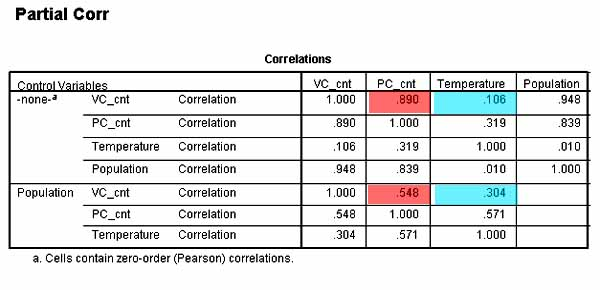 Partial Corr
Correlations
Control Variables VC_cnt PC_cnt Temperature Population
-none-a VC_cnt Correlation 1.000 .890 .106 .948
PC_cnt Correlation .890 1.000 .319 .839
Temperature Correlation .106 .319 1.000 .010
Population Correlation .948 .839 .010 1.000
Population VC_cnt Correlation 1.000 .548 .304
PC_cnt Correlation .548 1.000 .571
Temperature Correlation .304 .571 1.000
a. Cells contain zero-order (Pearson) correlations.